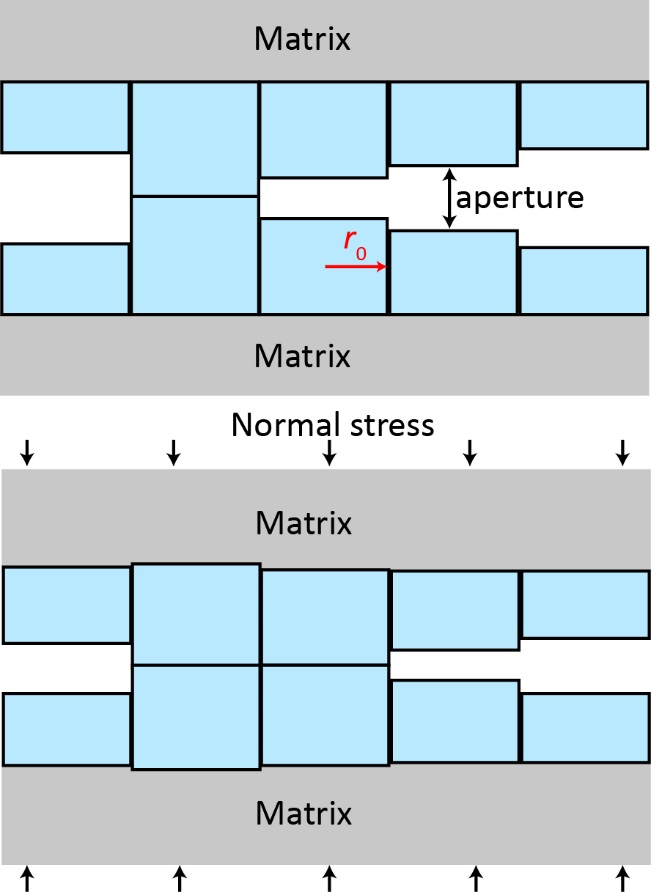 Matrix
aperture
r₀
Matrix
Normal stress
Matrix
Matrix